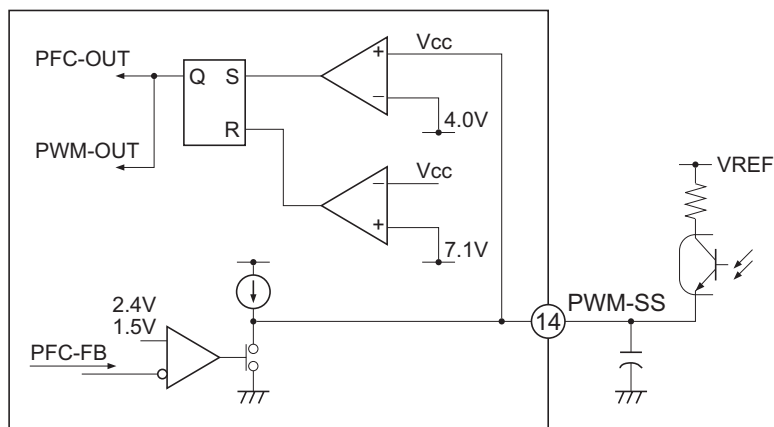 Vcc
PFC-OUT
Q
S
+
−
R
4.0V
PWM-OUT
Vcc
−
+
VREF
7.1V
2.4V
1.5V
14
PWM-SS
PFC-FB